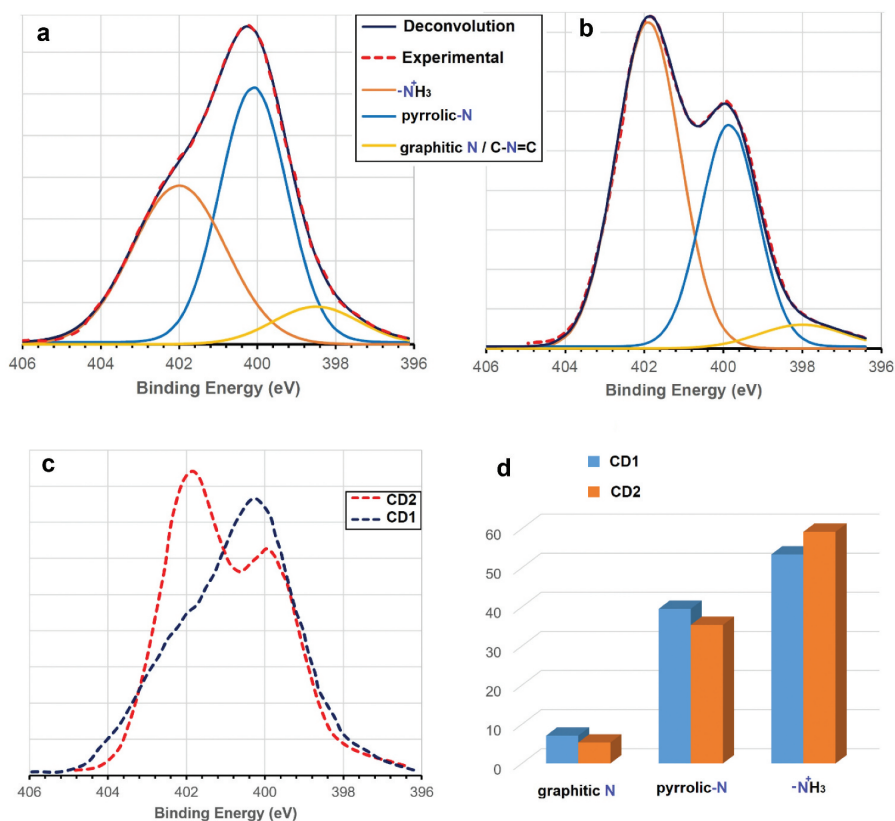 a
Deconvolution
Experimental
-N⁺H₃
pyrrolic-N
graphitic N / C-N=C
406 404 402 400 398 396
Binding Energy (eV)
b
406 404 402 400 398 396
Binding Energy (eV)
c
CD2
CD1
406 404 402 400 398 396
Binding Energy (eV)
d
CD1
CD2
60
50
40
30
20
10
0
graphitic N pyrrolic-N -N⁺H₃